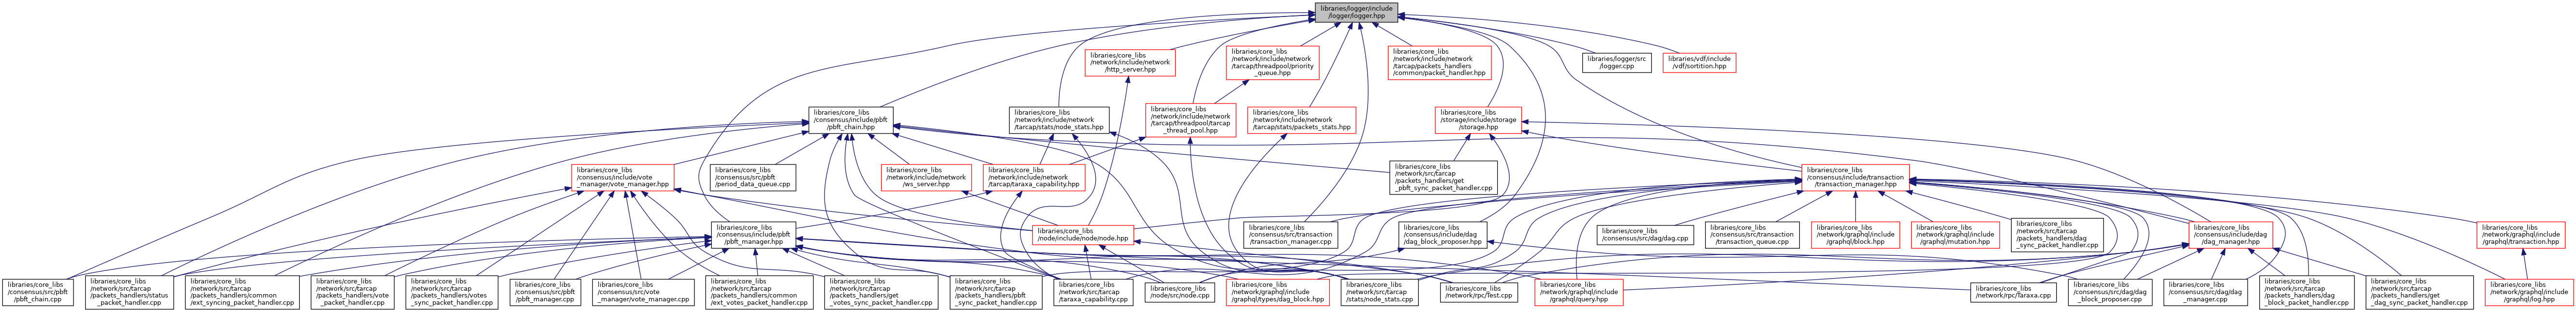 libraries/logger/include
/logger/logger.hpp
libraries/core_libs
/network/include/network
/http_server.hpp
libraries/core_libs
/network/include/network
/tarcap/threadpool/priority
_queue.hpp
libraries/core_libs
/network/include/network
/tarcap/packets_handlers
/common/packet_handler.hpp
libraries/logger/src
/logger.cpp
libraries/vdf/include
/vdf/sortition.hpp
libraries/core_libs
/consensus/include/pbft
/pbft_chain.hpp
libraries/core_libs
/network/include/network
/tarcap/stats/node_stats.hpp
libraries/core_libs
/network/include/network
/tarcap/threadpool/tarcap
_thread_pool.hpp
libraries/core_libs
/network/include/network
/tarcap/stats/packets_stats.hpp
libraries/core_libs
/storage/include/storage
/storage.hpp
libraries/core_libs
/consensus/include/vote
_manager/vote_manager.hpp
libraries/core_libs
/consensus/src/pbft
/period_data_queue.cpp
libraries/core_libs
/network/include/network
/ws_server.hpp
libraries/core_libs
/network/include/network
/tarcap/taraxa_capability.hpp
libraries/core_libs
/network/src/tarcap
/packets_handlers/get
_pbft_sync_packet_handler.cpp
libraries/core_libs
/consensus/include/transaction
/transaction_manager.hpp
libraries/core_libs
/consensus/include/pbft
/pbft_manager.hpp
libraries/core_libs
/node/include/node/node.hpp
libraries/core_libs
/consensus/src/transaction
/transaction_manager.cpp
libraries/core_libs
/consensus/include/dag
/dag_block_proposer.hpp
libraries/core_libs
/consensus/src/dag/dag.cpp
libraries/core_libs
/consensus/src/transaction
/transaction_queue.cpp
libraries/core_libs
/network/graphql/include
/graphql/block.hpp
libraries/core_libs
/network/graphql/include
/graphql/mutation.hpp
libraries/core_libs
/network/src/tarcap
/packets_handlers/dag
_sync_packet_handler.cpp
libraries/core_libs
/consensus/include/dag
/dag_manager.hpp
libraries/core_libs
/network/graphql/include
/graphql/transaction.hpp
libraries/core_libs
/consensus/src/pbft
/pbft_chain.cpp
libraries/core_libs
/network/src/tarcap
/packets_handlers/status
_packet_handler.cpp
libraries/core_libs
/network/src/tarcap
/packets_handlers/common
/ext_syncing_packet_handler.cpp
libraries/core_libs
/network/src/tarcap
/packets_handlers/vote
_packet_handler.cpp
libraries/core_libs
/network/src/tarcap
/packets_handlers/votes
_sync_packet_handler.cpp
libraries/core_libs
/consensus/src/pbft
/pbft_manager.cpp
libraries/core_libs
/consensus/src/vote
_manager/vote_manager.cpp
libraries/core_libs
/network/src/tarcap
/packets_handlers/common
/ext_votes_packet_handler.cpp
libraries/core_libs
/network/src/tarcap
/packets_handlers/get
_votes_sync_packet_handler.cpp
libraries/core_libs
/network/src/tarcap
/packets_handlers/pbft
_sync_packet_handler.cpp
libraries/core_libs
/network/src/tarcap
/taraxa_capability.cpp
libraries/core_libs
/node/src/node.cpp
libraries/core_libs
/network/graphql/include
/graphql/types/dag_block.hpp
libraries/core_libs
/network/src/tarcap
/stats/node_stats.cpp
libraries/core_libs
/network/rpc/Test.cpp
libraries/core_libs
/network/graphql/include
/graphql/query.hpp
libraries/core_libs
/network/rpc/Taraxa.cpp
libraries/core_libs
/consensus/src/dag/dag
_block_proposer.cpp
libraries/core_libs
/consensus/src/dag/dag
_manager.cpp
libraries/core_libs
/network/src/tarcap
/packets_handlers/dag
_block_packet_handler.cpp
libraries/core_libs
/network/src/tarcap
/packets_handlers/get
_dag_sync_packet_handler.cpp
libraries/core_libs
/network/graphql/include
/graphql/log.hpp